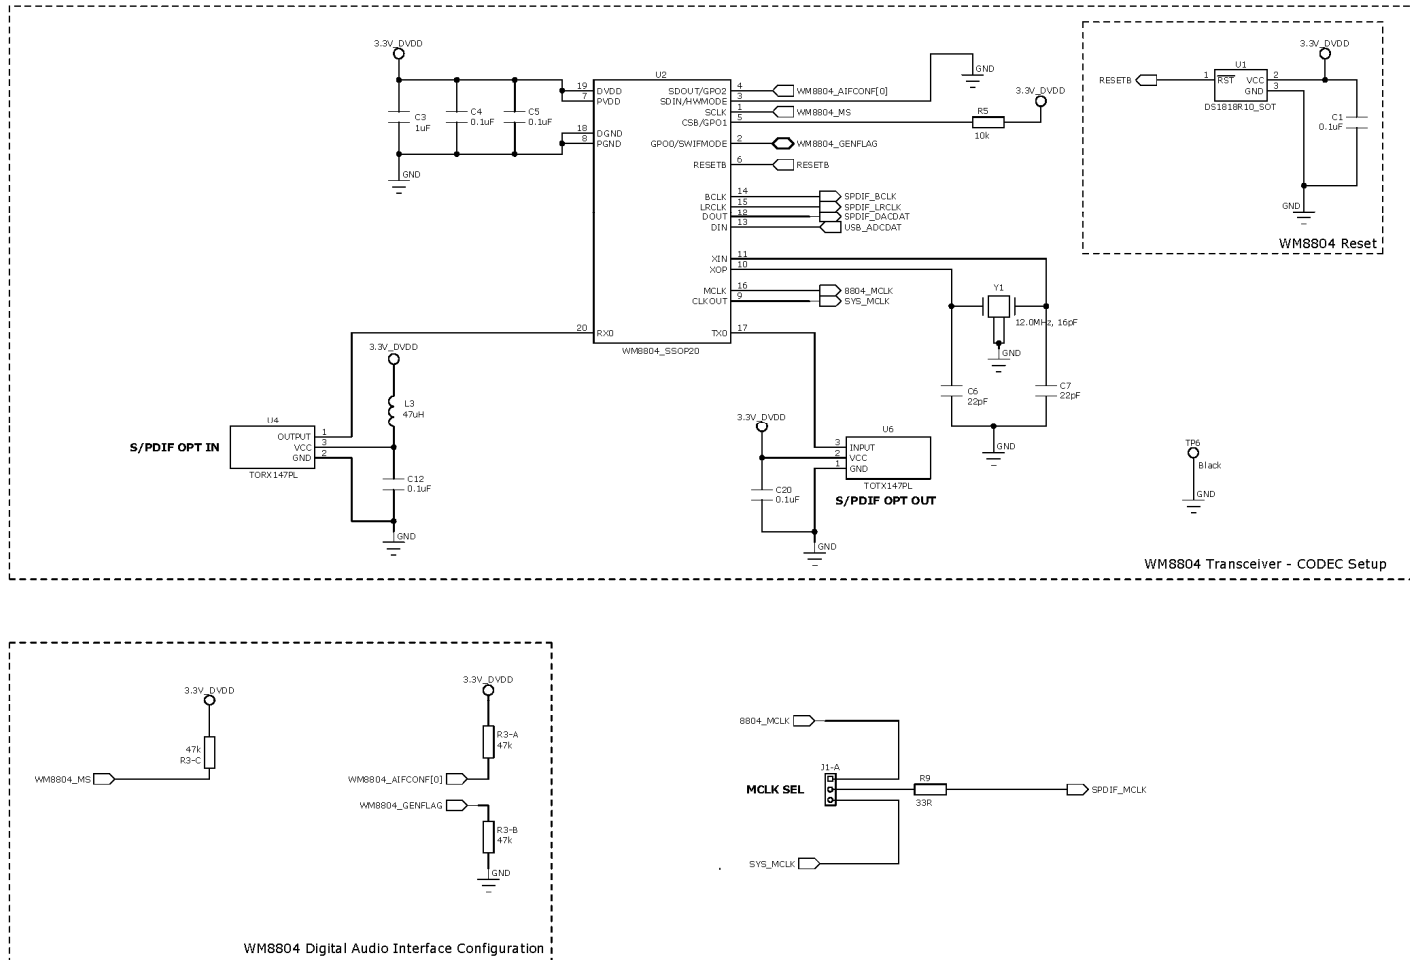 3.3V_DVDD
C3
1uF
C4
0.1uF
C5
0.1uF
GND
U2
19 DVDD
7 PVDD
18 DGND
8 PGND
SDOUT/GPO2 4 WM8804_AIFCONF[0]
SDIN/HWMODE 3
SCLK 1 WM8804_MS
CSB/GPO1 5
GPO0/SWIFMODE 2 WM8804_GENFLAG
RESETB 6 RESETB
BCLK 14 SPDIF_BCLK
LRCLK 15 SPDIF_LRCLK
DOUT 12 SPDIF_DACDAT
DIN 13 USB_ADCDAT
XIN 11
XOP 10
MCLK 16 8804_MCLK
CLKOUT 9 SYS_MCLK
20 RX0
TX0 17
WM8804_SSOP20
GND
3.3V_DVDD
R5
10k
Y1
12.0MHz, 16pF
GND
C6
22pF
C7
22pF
GND
3.3V_DVDD
U1
RESETB 1 RST
VCC 2
GND 3
DS1818R10_SOT
C1
0.1uF
GND
WM8804 Reset
3.3V_DVDD
L3
47uH
S/PDIF OPT IN
U4
OUTPUT 1
VCC 3
GND 2
TORX147PL
C12
0.1uF
GND
3.3V_DVDD
U6
3 INPUT
2 VCC
1 GND
TOTX147PL
S/PDIF OPT OUT
C20
0.1uF
GND
TP6
Black
GND
WM8804 Transceiver - CODEC Setup
3.3V_DVDD
47k
R3-C
WM8804_MS
3.3V_DVDD
R3-A
47k
WM8804_AIFCONF[0]
WM8804_GENFLAG
R3-B
47k
GND
WM8804 Digital Audio Interface Configuration
8804_MCLK
J1-A
MCLK SEL
R9
33R
SPDIF_MCLK
SYS_MCLK